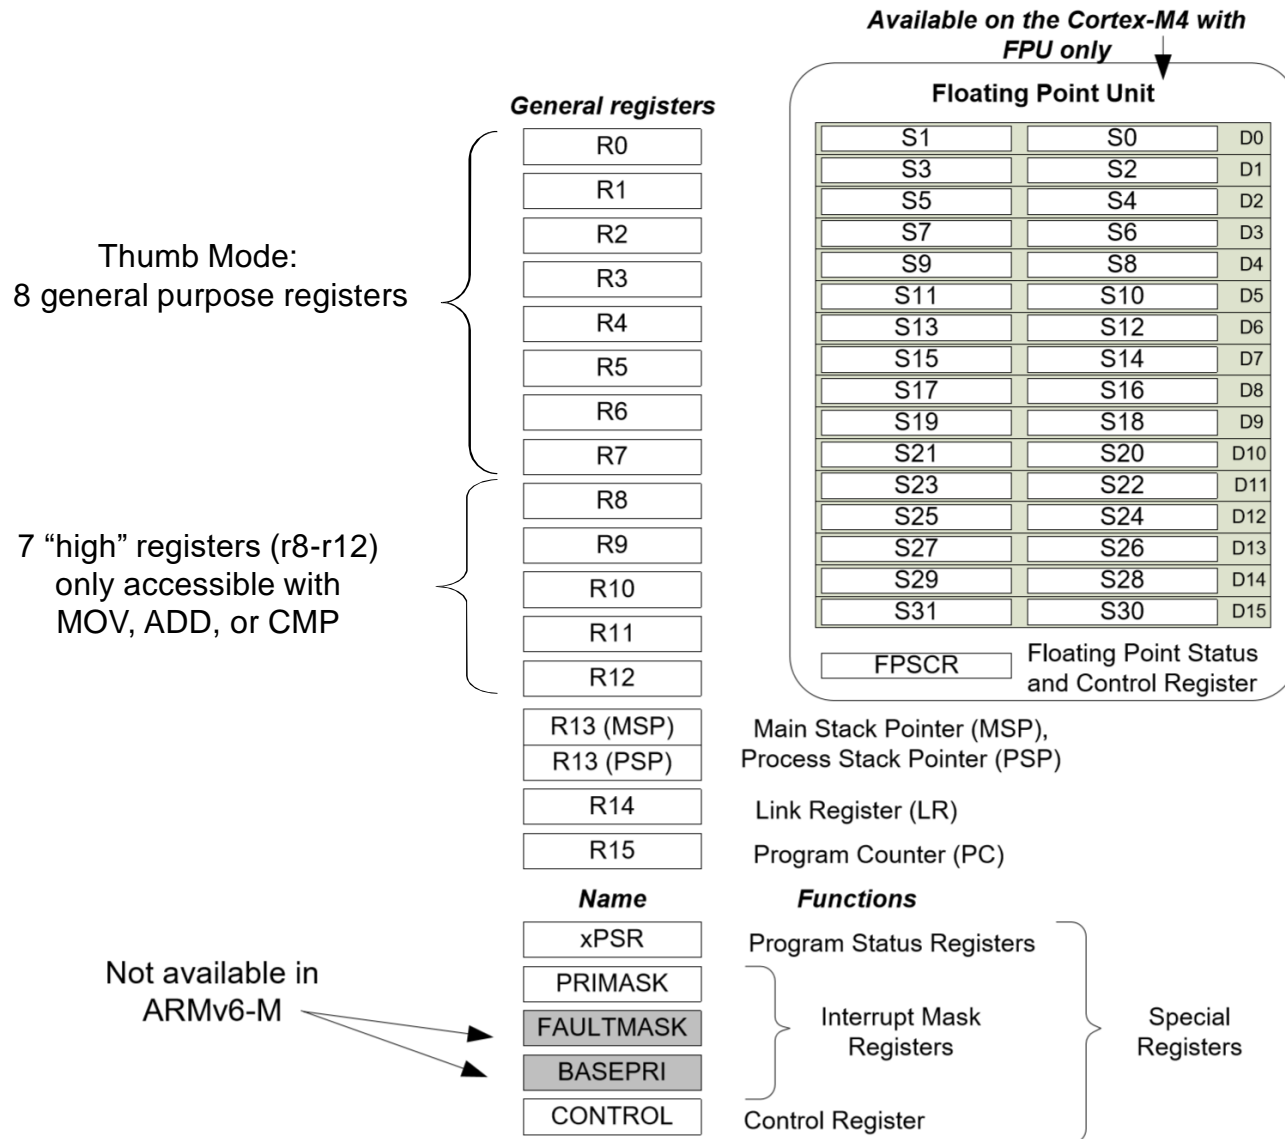 Available on the Cortex-M4 with
FPU only
Floating Point Unit
S1 S0 D0
S3 S2 D1
S5 S4 D2
S7 S6 D3
S9 S8 D4
S11 S10 D5
S13 S12 D6
S15 S14 D7
S17 S16 D8
S19 S18 D9
S21 S20 D10
S23 S22 D11
S25 S24 D12
S27 S26 D13
S29 S28 D14
S31 S30 D15
FPSCR
Floating Point Status
and Control Register
General registers
R0
R1
R2
R3
R4
R5
R6
R7
R8
R9
R10
R11
R12
Thumb Mode:
8 general purpose registers
7 “high” registers (r8-r12)
only accessible with
MOV, ADD, or CMP
R13 (MSP)
R13 (PSP)
Main Stack Pointer (MSP),
Process Stack Pointer (PSP)
R14 Link Register (LR)
R15 Program Counter (PC)
Name Functions
xPSR Program Status Registers
PRIMASK
FAULTMASK
BASEPRI
Interrupt Mask
Registers
CONTROL Control Register
Special
Registers
Not available in
ARMv6-M